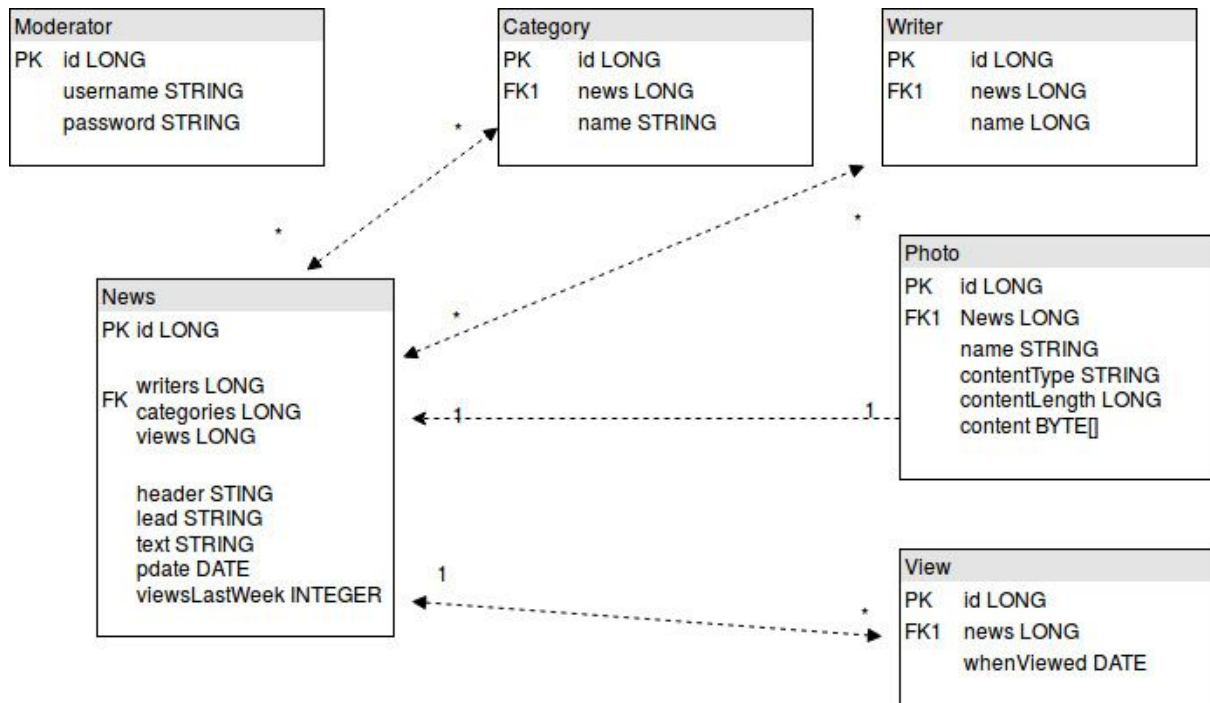 Moderator
PK id LONG
username STRING
password STRING
Category
PK id LONG
FK1 news LONG
name STRING
Writer
PK id LONG
FK1 news LONG
name LONG
*
*
*
*
News
PK id LONG
writers LONG
FK
categories LONG
views LONG
header STING
lead STRING
text STRING
pdate DATE
viewsLastWeek INTEGER
Photo
PK id LONG
FK1 News LONG
name STRING
contentType STRING
contentLength LONG
content BYTE[]
1
1
1
*
View
PK id LONG
FK1 news LONG
whenViewed DATE